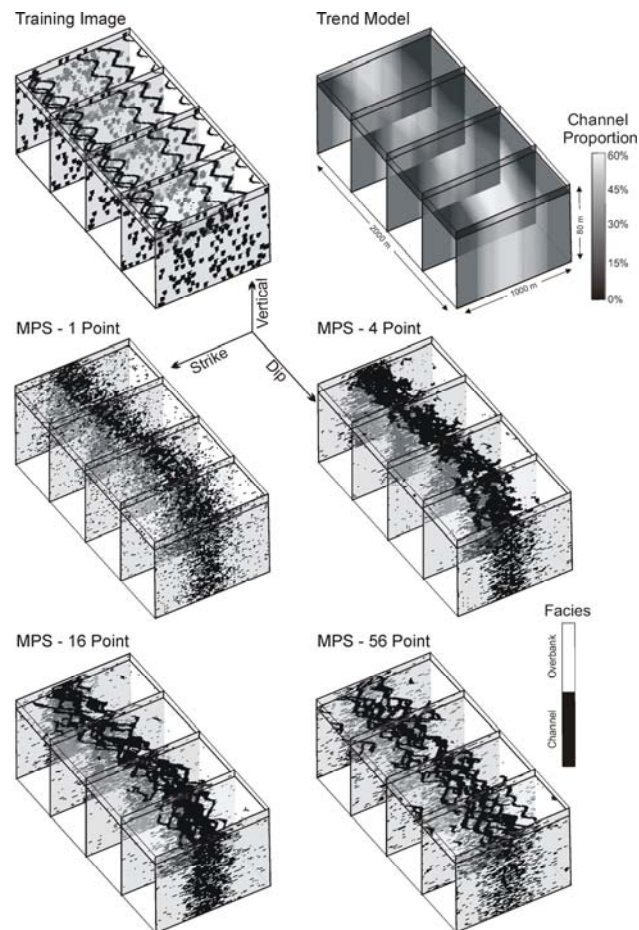 Training Image
Trend Model
Channel
Proportion
60%
45%
30%
15%
0%
80 m
2000 m
1000 m
Vertical
Strike
Dip
MPS - 1 Point
MPS - 4 Point
MPS - 16 Point
MPS - 56 Point
Facies
Overbank
Channel